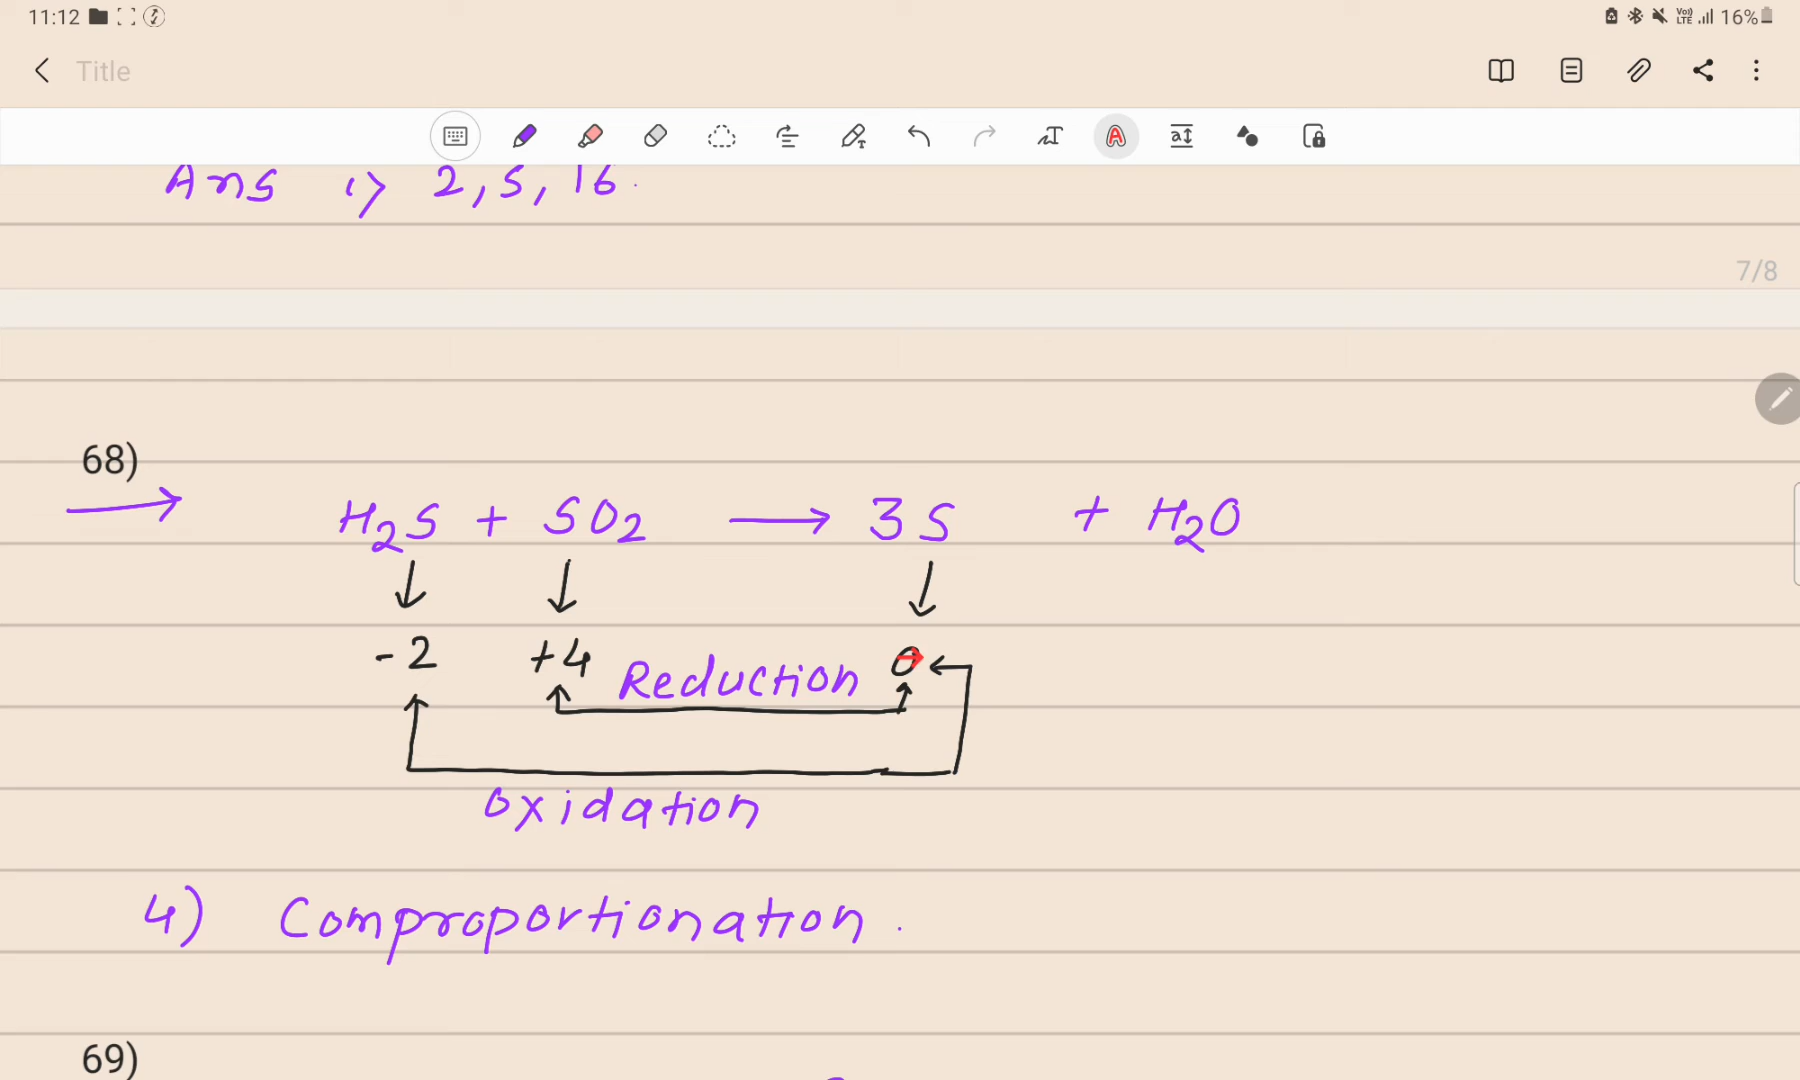 11:12 16%
Title
Ans 1) 2, 5, 16.
7/8
68)
→ H2S + SO2 → 3S + H2O
-2 +4 Reduction 0
oxidation
4) Comproportionation.
69)